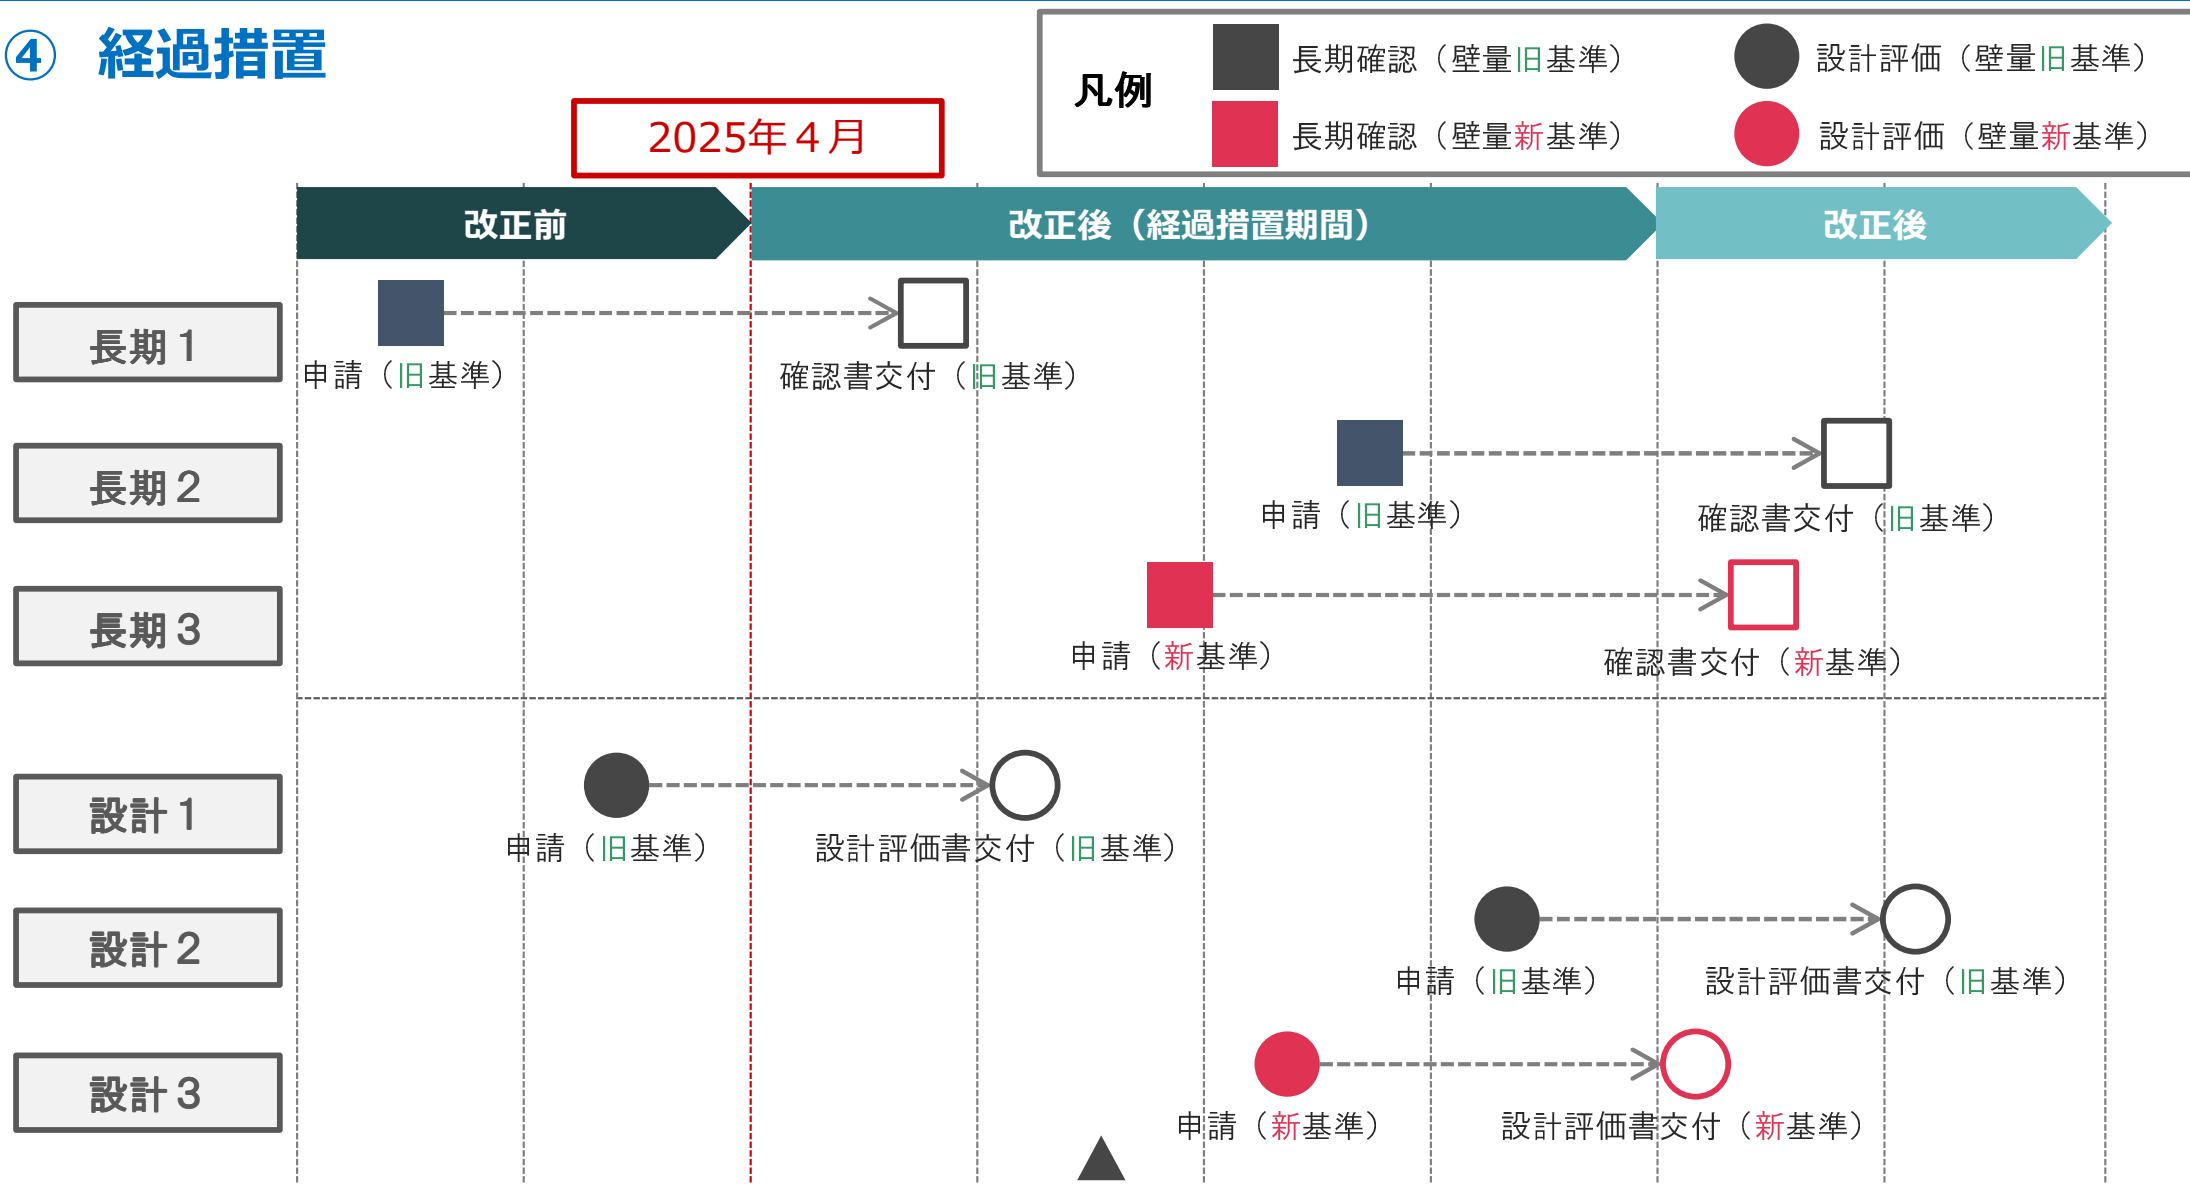 ④ 経過措置
凡例
長期確認（壁量旧基準）
設計評価（壁量旧基準）
長期確認（壁量新基準）
設計評価（壁量新基準）
2025年４月
改正前
改正後（経過措置期間）
改正後
長期１
申請（旧基準）
確認書交付（旧基準）
長期２
申請（旧基準）
確認書交付（旧基準）
長期３
申請（新基準）
確認書交付（新基準）
設計１
申請（旧基準）
設計評価書交付（旧基準）
設計２
申請（旧基準）
設計評価書交付（旧基準）
設計３
申請（新基準）
設計評価書交付（新基準）